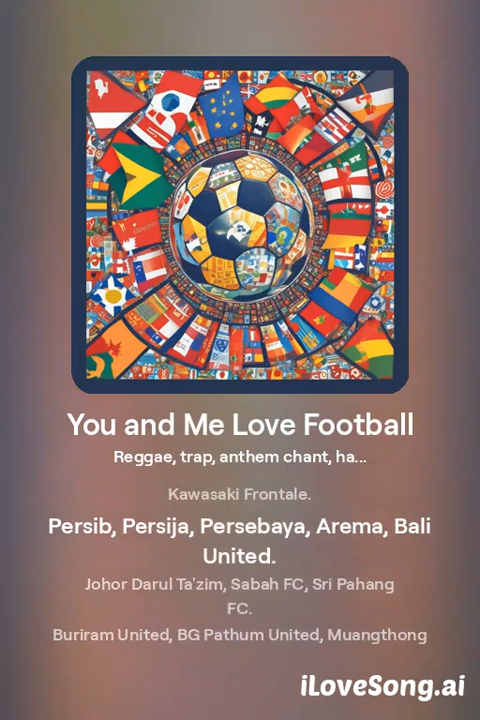 You and Me Love Football
Reggae, trap, anthem chant, ha...
Kawasaki Frontale.
Persib, Persija, Persebaya, Arema, Bali
United.
Johor Darul Ta'zim, Sabah FC, Sri Pahang
FC.
Buriram United, BG Pathum United, Muangthong
iLoveSong.ai